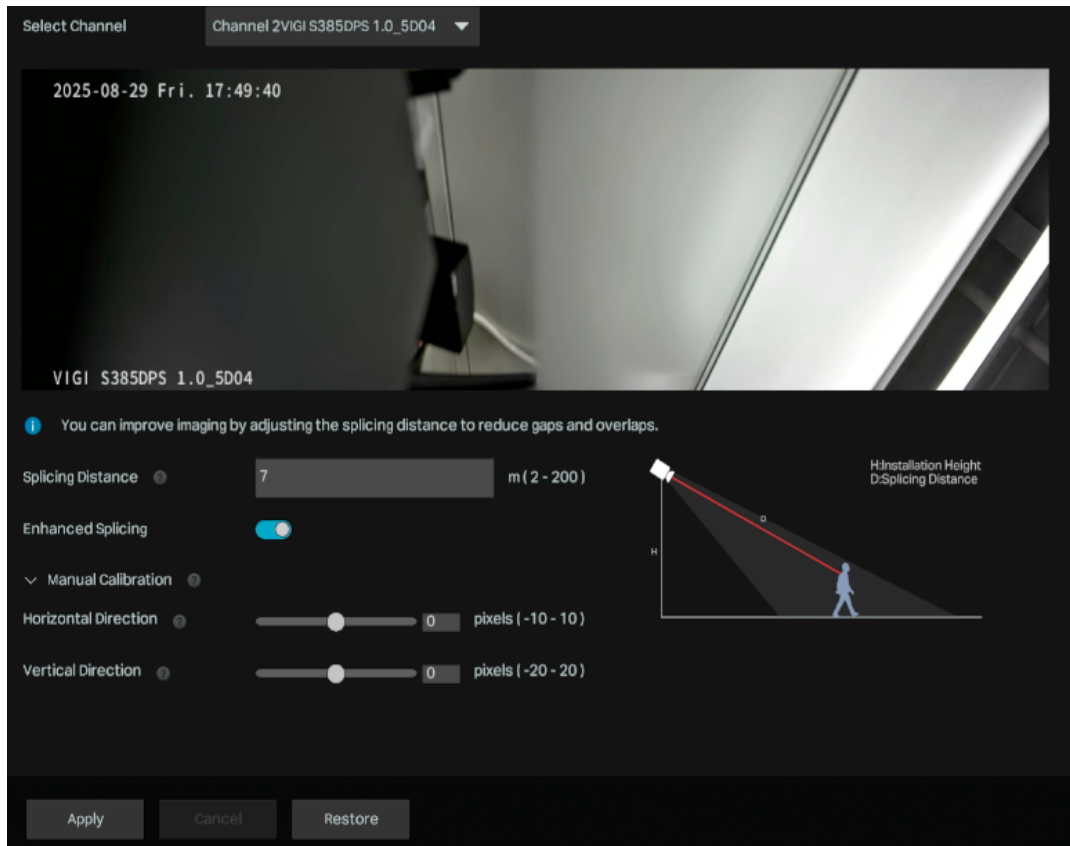 Select Channel
Channel 2VIGI S385DPS 1.0_5D04
2025-08-29 Fri. 17:49:40
VIGI S385DPS 1.0_5D04
You can improve imaging by adjusting the splicing distance to reduce gaps and overlaps.
Splicing Distance
7
m ( 2 - 200 )
H:Installation Height
D:Splicing Distance
D
H
Enhanced Splicing
Manual Calibration
Horizontal Direction
0
pixels ( -10 - 10 )
Vertical Direction
0
pixels ( -20 - 20 )
Apply
Cancel
Restore